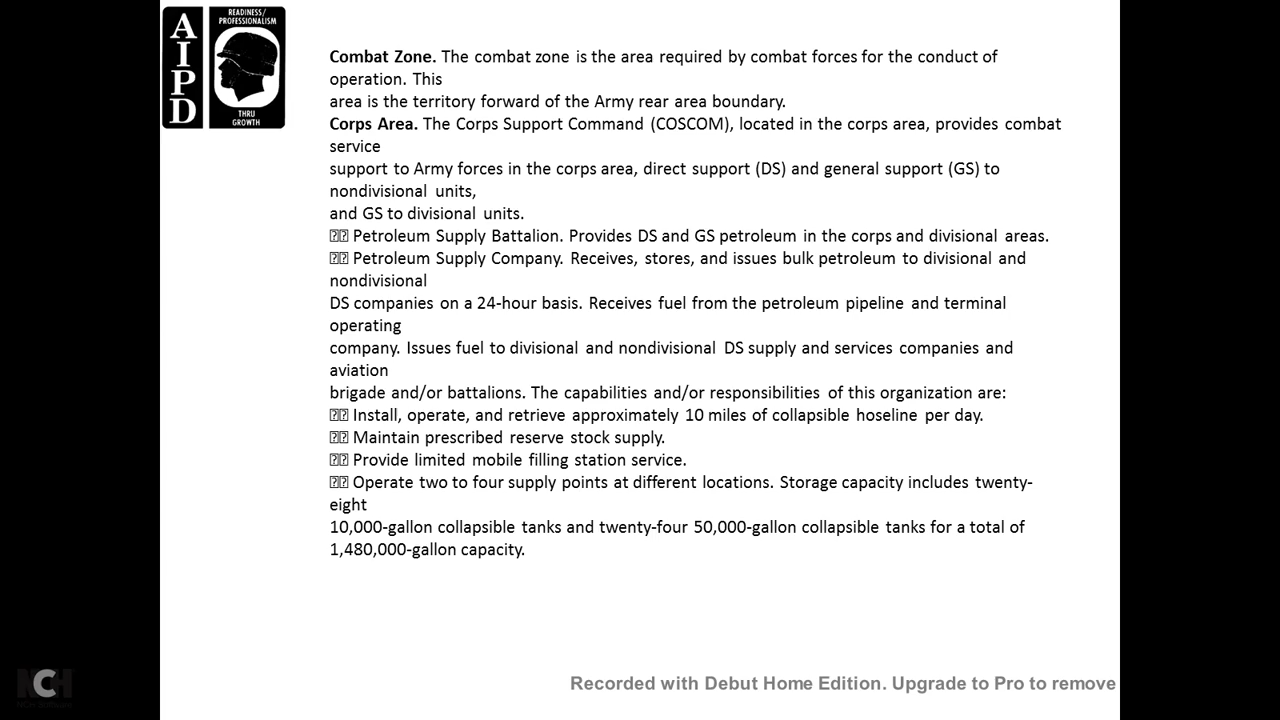 AIPD
READINESS/
PROFESSIONALISM
THRU
GROWTH
Combat Zone. The combat zone is the area required by combat forces for the conduct of
operation. This
area is the territory forward of the Army rear area boundary.
Corps Area. The Corps Support Command (COSCOM), located in the corps area, provides combat
service
support to Army forces in the corps area, direct support (DS) and general support (GS) to
nondivisional units,
and GS to divisional units.
Petroleum Supply Battalion. Provides DS and GS petroleum in the corps and divisional areas.
Petroleum Supply Company. Receives, stores, and issues bulk petroleum to divisional and
nondivisional
DS companies on a 24-hour basis. Receives fuel from the petroleum pipeline and terminal
operating
company. Issues fuel to divisional and nondivisional DS supply and services companies and
aviation
brigade and/or battalions. The capabilities and/or responsibilities of this organization are:
Install, operate, and retrieve approximately 10 miles of collapsible hoseline per day.
Maintain prescribed reserve stock supply.
Provide limited mobile filling station service.
Operate two to four supply points at different locations. Storage capacity includes twenty-
eight
10,000-gallon collapsible tanks and twenty-four 50,000-gallon collapsible tanks for a total of
1,480,000-gallon capacity.
NCH
NCH Software
Recorded with Debut Home Edition. Upgrade to Pro to remove